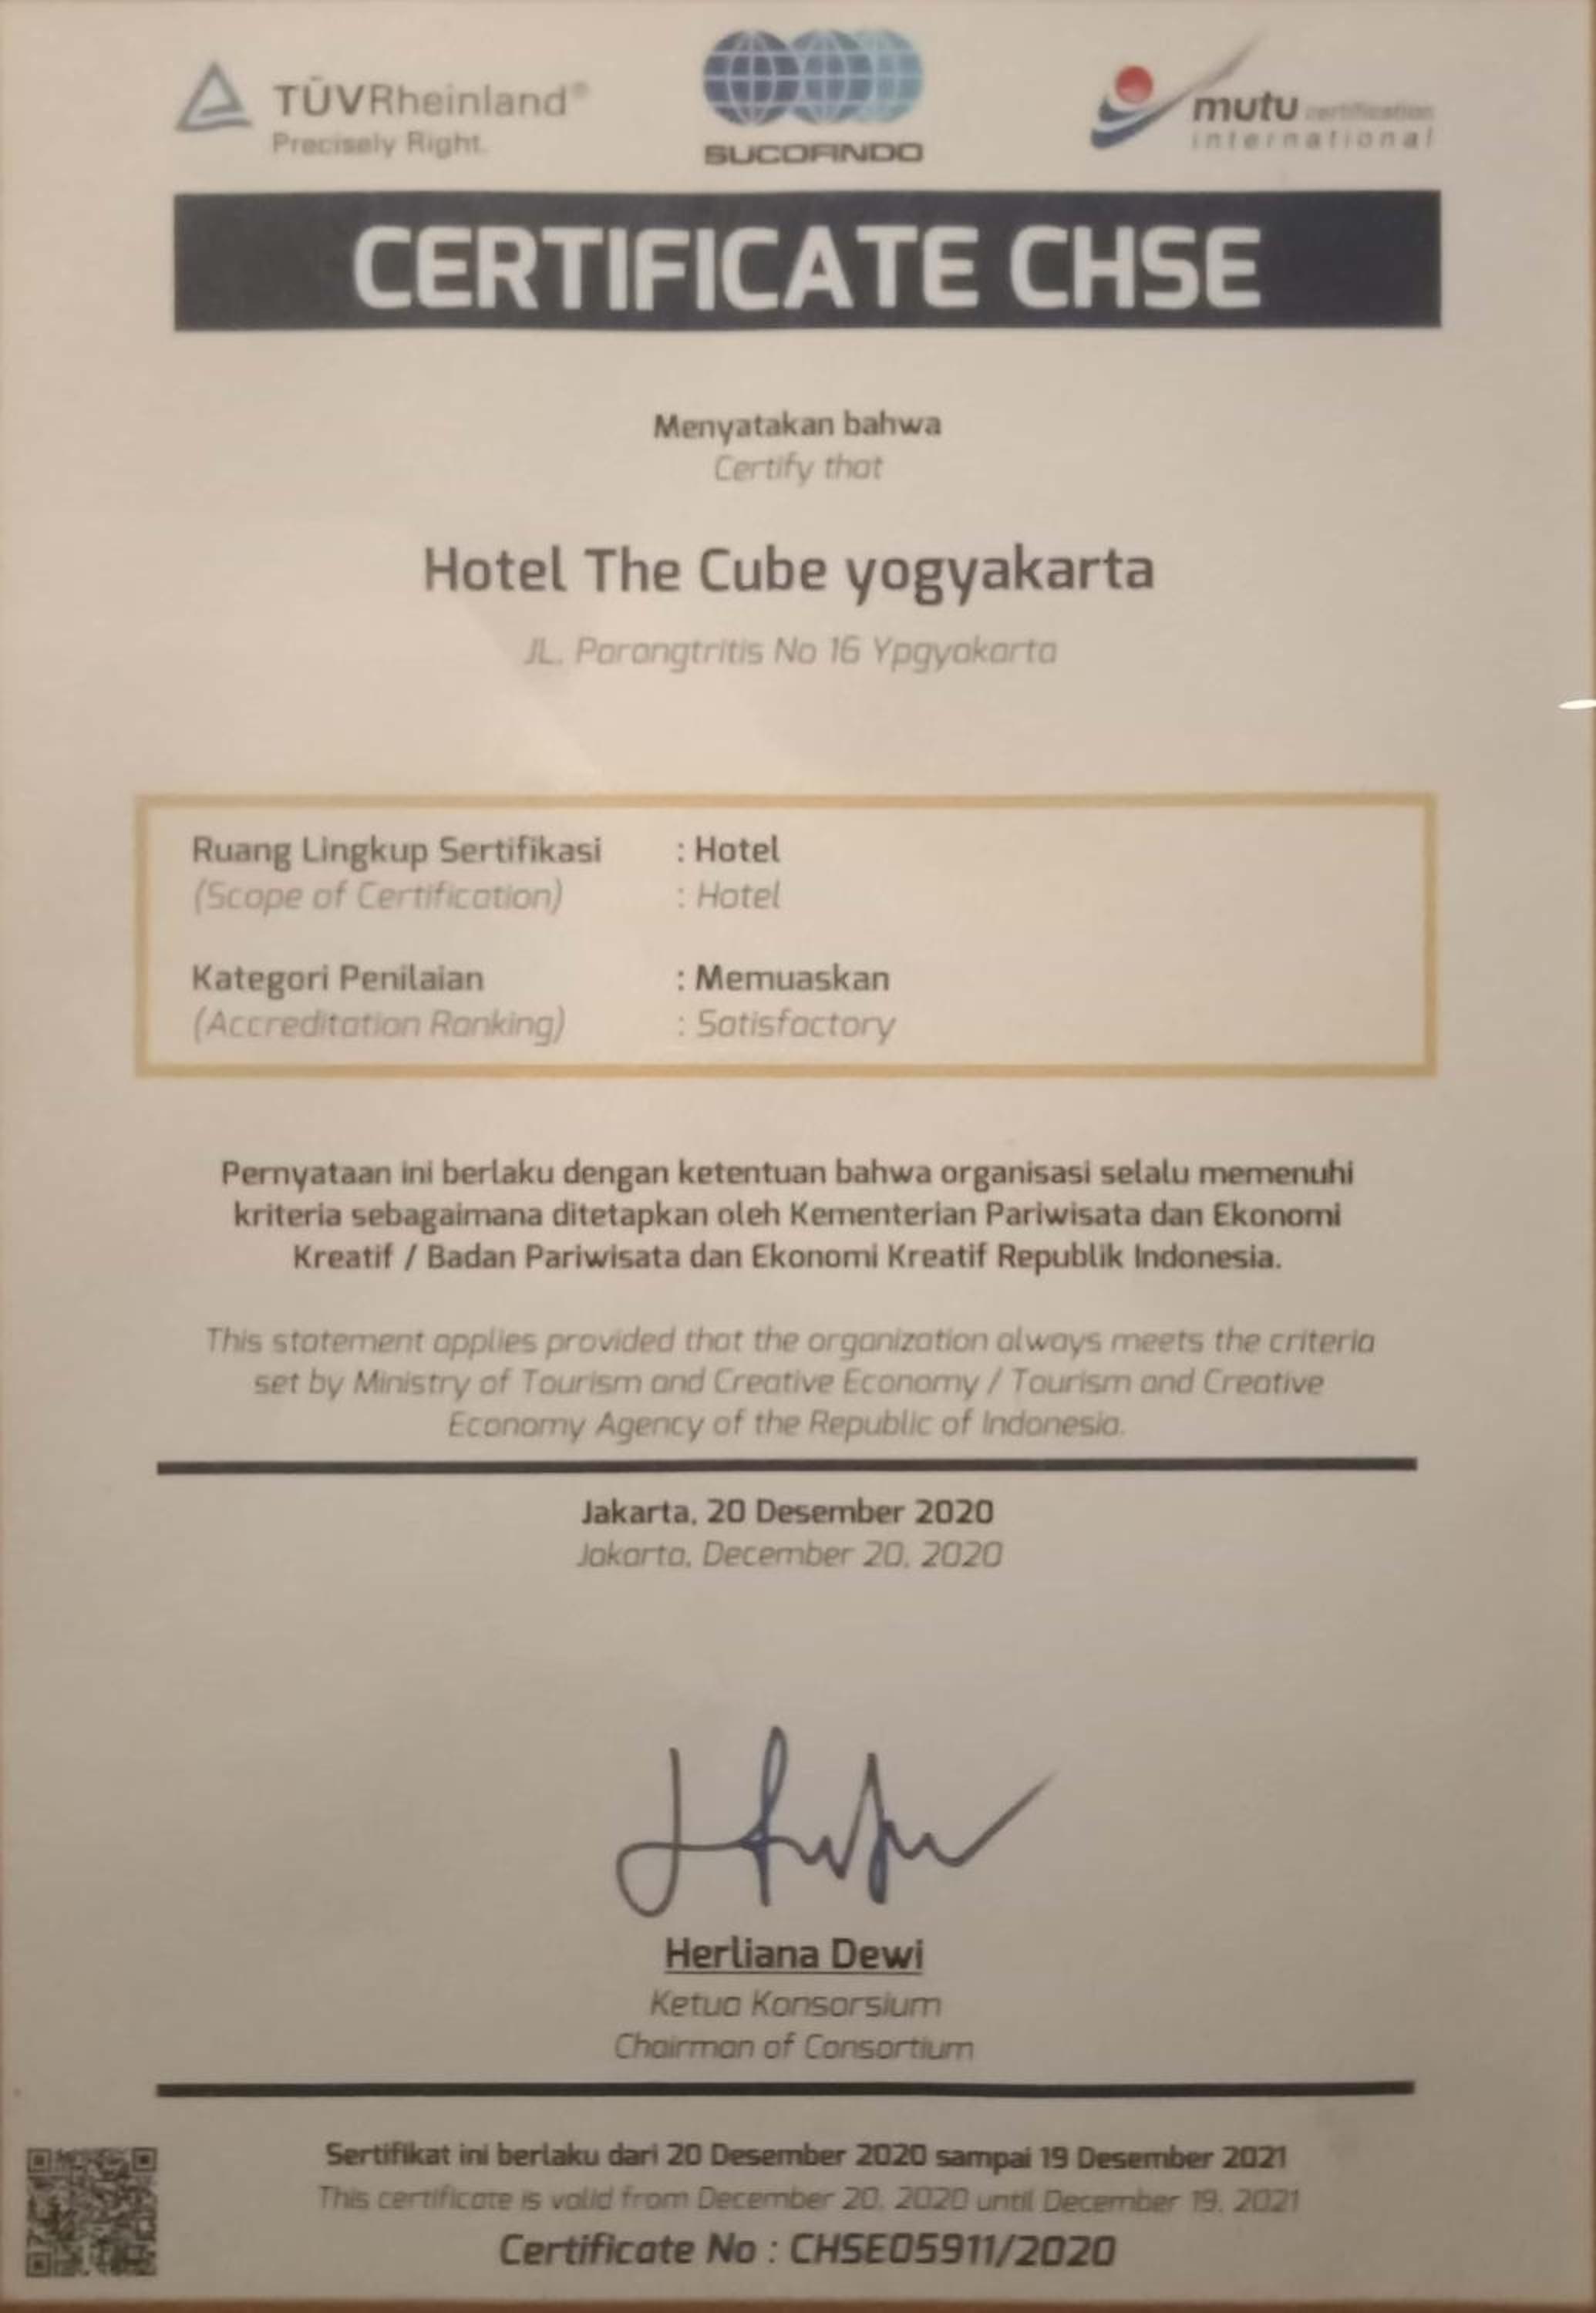 TÜVRheinland®
Precisely Right.
SUCOFINDO
mutu certification
international
CERTIFICATE CHSE
Menyatakan bahwa
Certify that
Hotel The Cube yogyakarta
JL. Parangtritis No 16 Ypgyakarta
Ruang Lingkup Sertifikasi : Hotel
(Scope of Certification) : Hotel
Kategori Penilaian : Memuaskan
(Accreditation Ranking) : Satisfactory
Pernyataan ini berlaku dengan ketentuan bahwa organisasi selalu memenuhi
kriteria sebagaimana ditetapkan oleh Kementerian Pariwisata dan Ekonomi
Kreatif / Badan Pariwisata dan Ekonomi Kreatif Republik Indonesia.
This statement applies provided that the organization always meets the criteria
set by Ministry of Tourism and Creative Economy / Tourism and Creative
Economy Agency of the Republic of Indonesia.
Jakarta, 20 Desember 2020
Jakarta, December 20, 2020
Herliana Dewi
Ketua Konsorsium
Chairman of Consortium
Sertifikat ini berlaku dari 20 Desember 2020 sampai 19 Desember 2021
This certificate is valid from December 20, 2020 until December 19, 2021
Certificate No : CHSE05911/2020